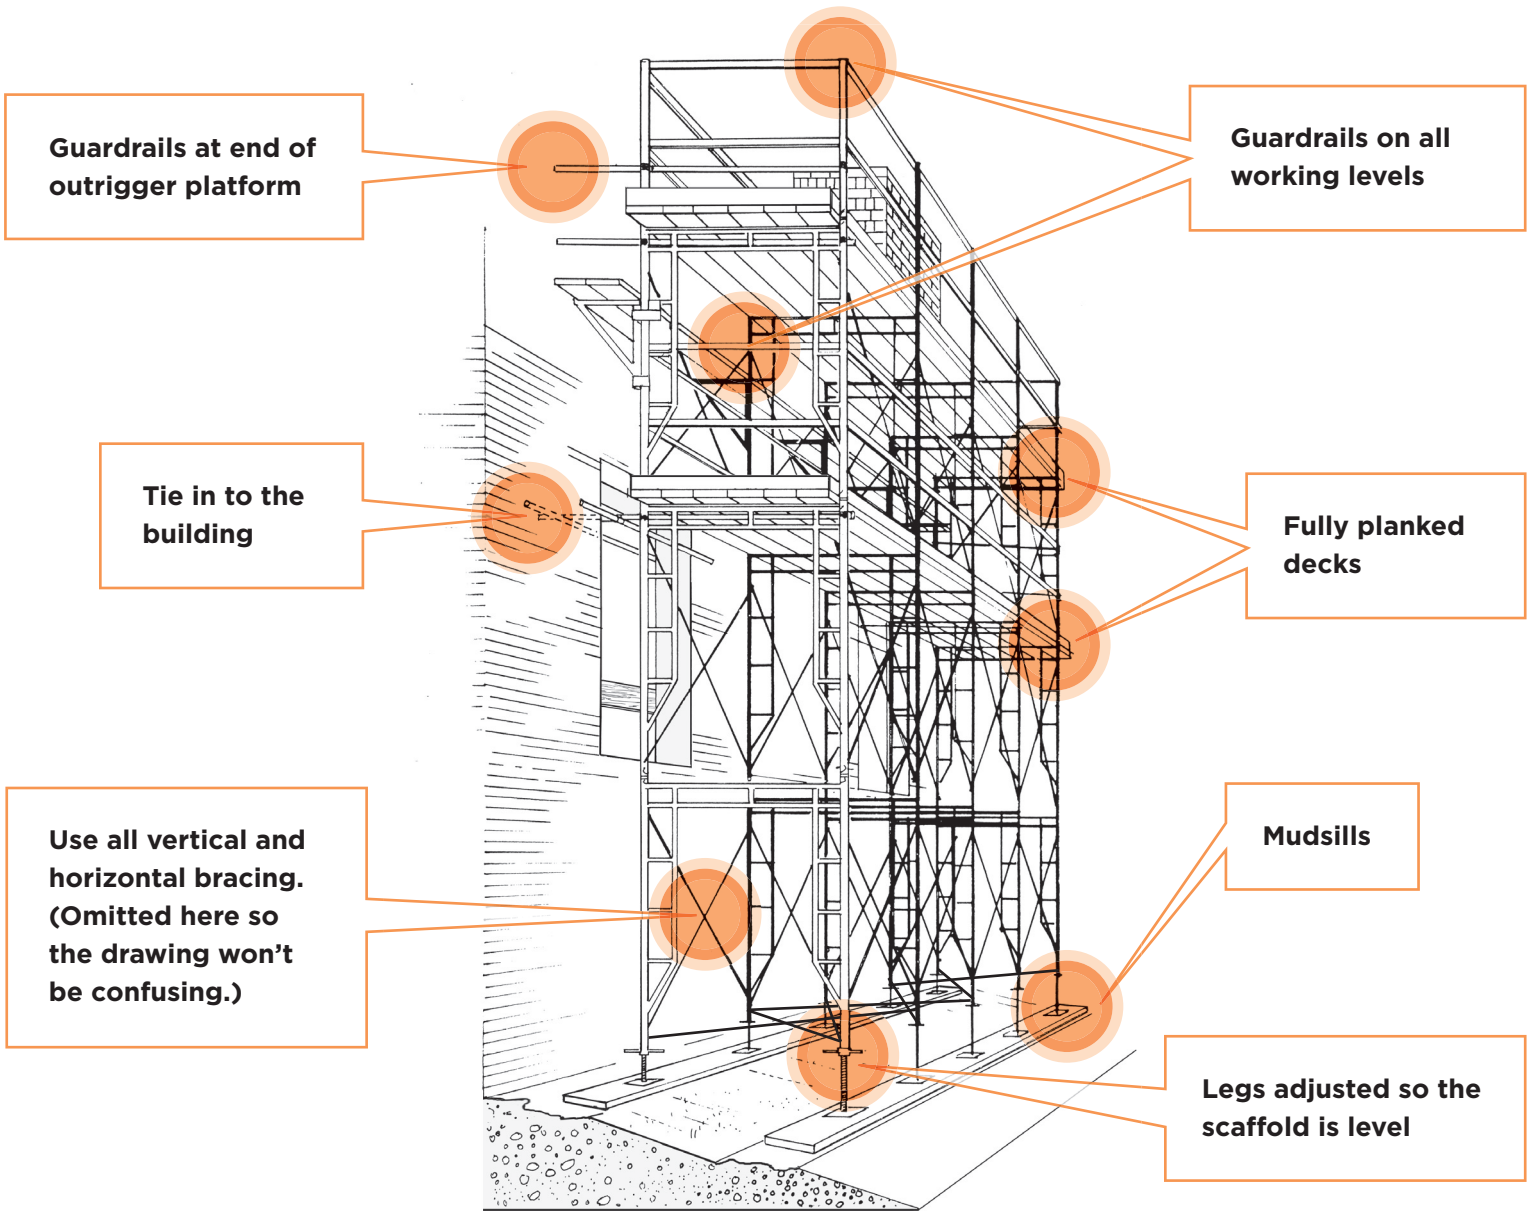 Guardrails at end of
outrigger platform
Guardrails on all
working levels
Tie in to the
building
Fully planked
decks
Use all vertical and
horizontal bracing.
(Omitted here so
the drawing won’t
be confusing.)
Mudsills
Legs adjusted so the
scaffold is level